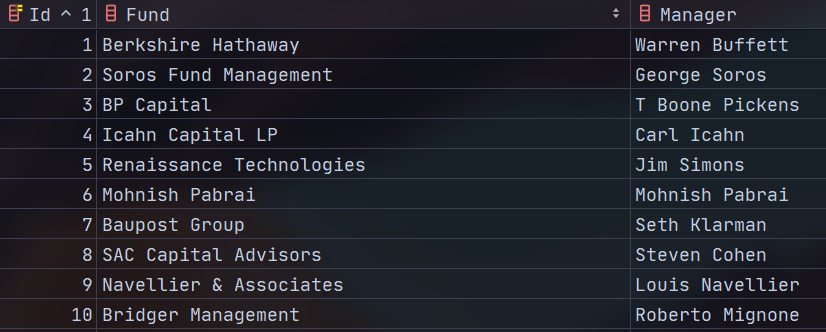 Id 1 Fund Manager
1 Berkshire Hathaway Warren Buffett
2 Soros Fund Management George Soros
3 BP Capital T Boone Pickens
4 Icahn Capital LP Carl Icahn
5 Renaissance Technologies Jim Simons
6 Mohnish Pabrai Mohnish Pabrai
7 Baupost Group Seth Klarman
8 SAC Capital Advisors Steven Cohen
9 Navellier & Associates Louis Navellier
10 Bridger Management Roberto Mignone